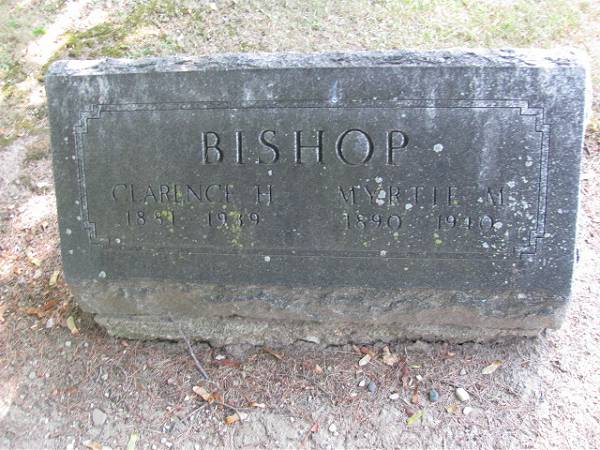 BISHOP
CLARENCE H. MYRTLE M.
1881 1939 1890 1940